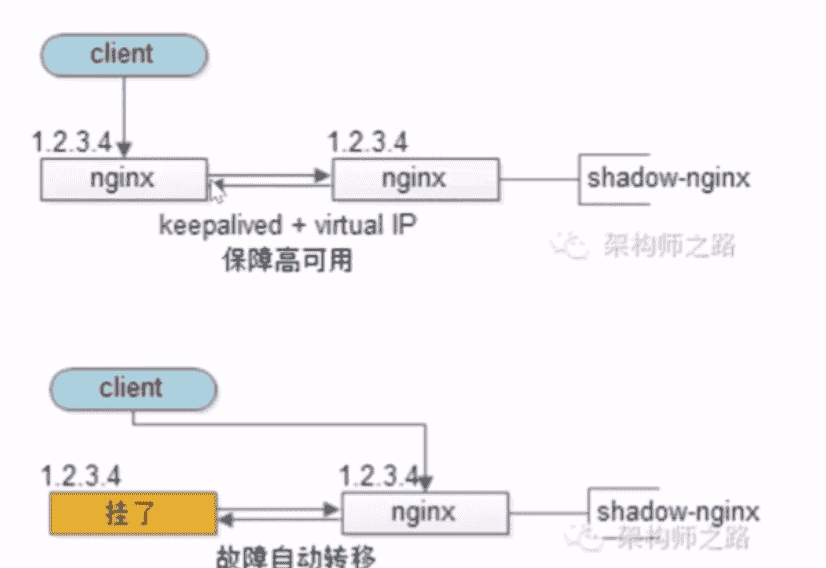 client
1.2.3.4
1.2.3.4
nginx
nginx
shadow-nginx
keepalived + virtual IP
保障高可用
架构师之路
client
1.2.3.4
1.2.3.4
挂了
nginx
shadow-nginx
架构师之路
故障自动转移